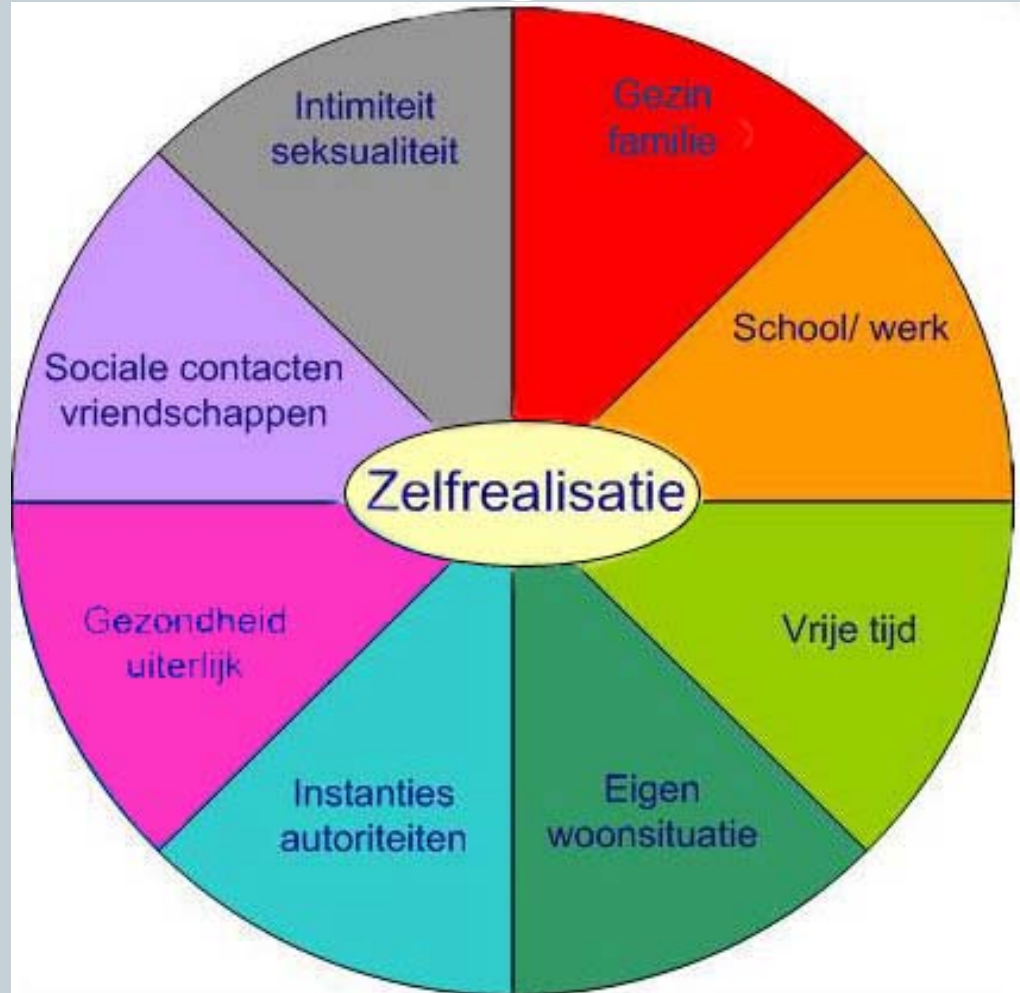 Intimiteit
seksualiteit
Gezin
familie
School/ werk
Sociale contacten
vriendschappen
Zelfrealisatie
Gezondheid
uiterlijk
Vrije tijd
Instanties
autoriteiten
Eigen
woonsituatie